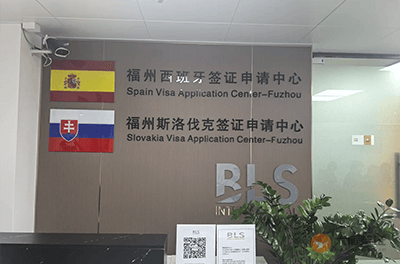 福州西班牙签证申请中心
Spain Visa Application Center-Fuzhou
福州斯洛伐克签证申请中心
Slovakia Visa Application Center-Fuzhou
BLS
BLS